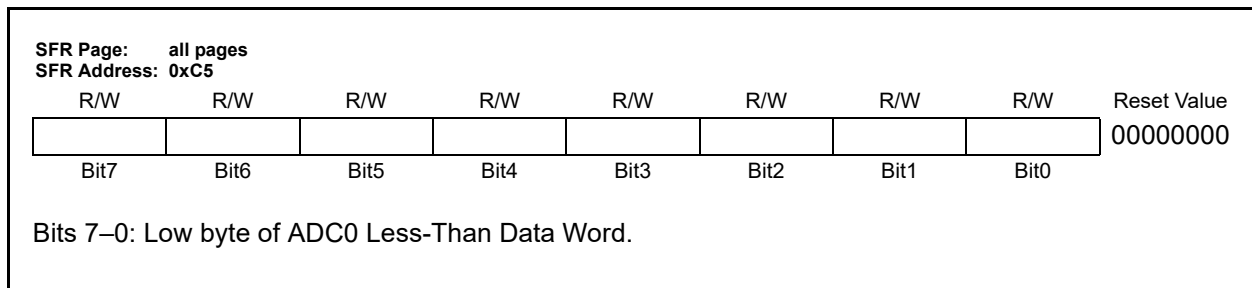 SFR Page: all pages
SFR Address: 0xC5
R/W R/W R/W R/W R/W R/W R/W R/W Reset Value
00000000
Bit7 Bit6 Bit5 Bit4 Bit3 Bit2 Bit1 Bit0
Bits 7–0: Low byte of ADC0 Less-Than Data Word.